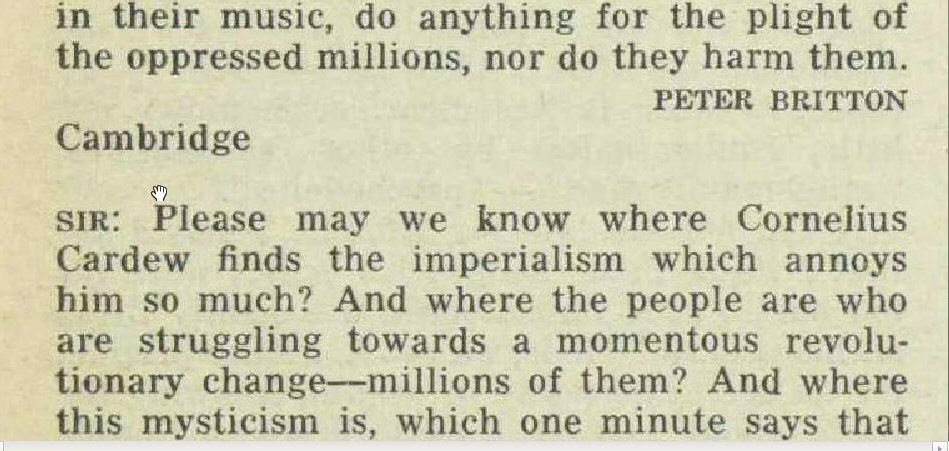 in their music, do anything for the plight of
the oppressed millions, nor do they harm them.
PETER BRITTON
Cambridge
SIR: Please may we know where Cornelius
Cardew finds the imperialism which annoys
him so much? And where the people are who
are struggling towards a momentous revolu-
tionary change—millions of them? And where
this mysticism is, which one minute says that